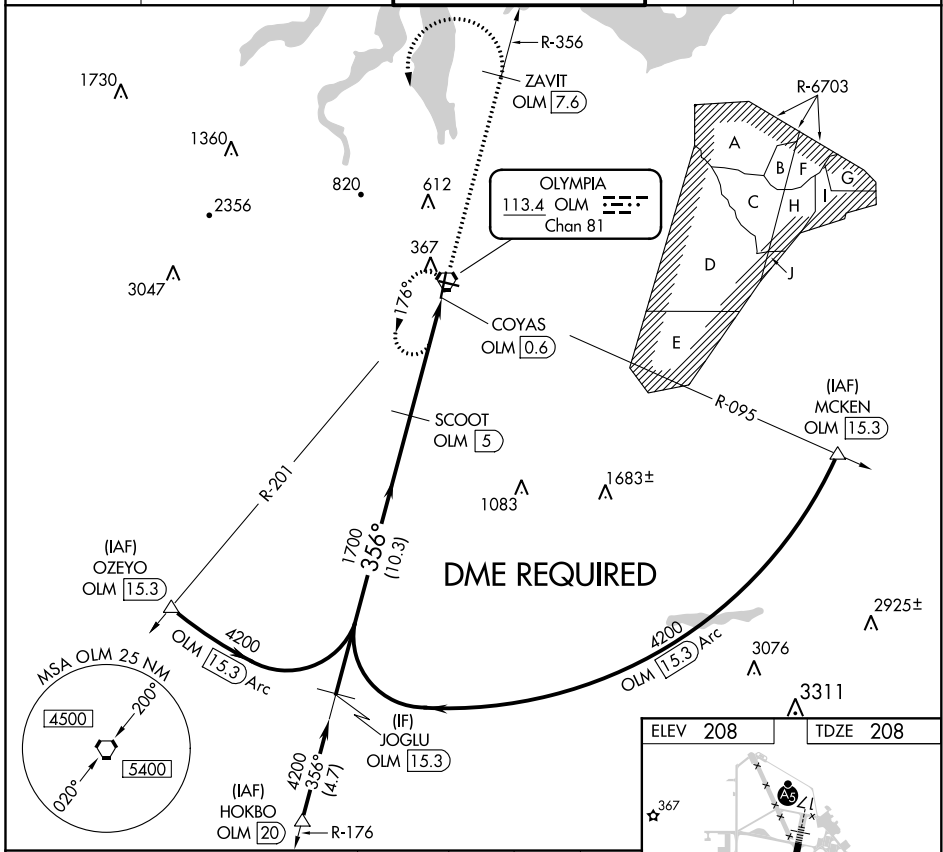 R-356
ZAVIT
OLM 7.6
1730
R-6703
1360
A
B
F
G
820
612
OLYMPIA
113.4 OLM
Chan 81
C
H
I
2356
367
D
J
3047
176°
COYAS
OLM 0.6
E
R-095
(IAF)
MCKEN
OLM 15.3
SCOOT
OLM 5
R-201
1083
1683±
1700
356°
(10.3)
DME REQUIRED
(IAF)
OZEYO
OLM 15.3
4200
OLM 15.3 Arc
4200
OLM 15.3 Arc
2925±
3076
3311
MSA OLM 25 NM
4500
200°
5400
020°
(IF)
JOGLU
OLM 15.3
4200
356°
(4.7)
(IAF)
HOKBO
OLM 20
R-176
ELEV 208
TDZE 208
A5
17
367